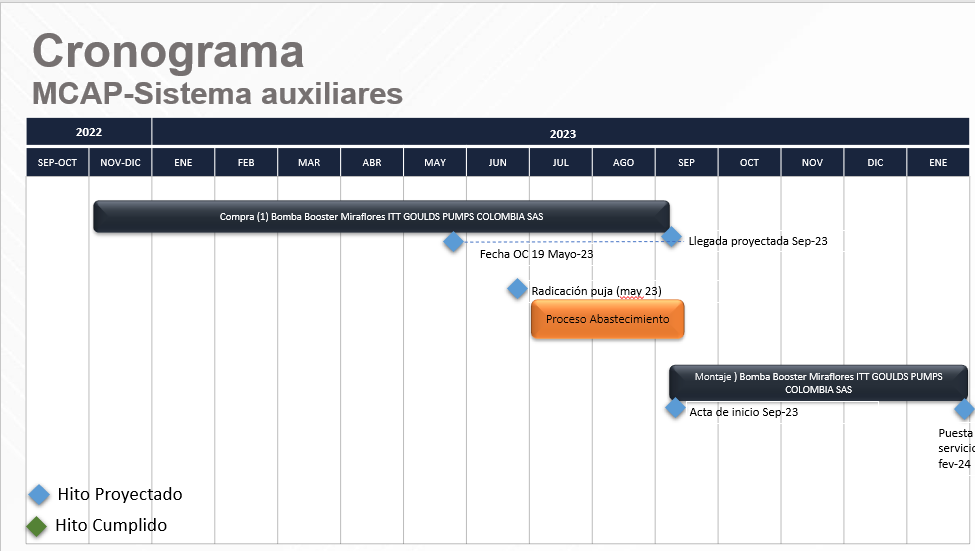 Cronograma
MCAP-Sistema auxiliares
2022 2023
SEP-OCT NOV-DIC ENE FEB MAR ABR MAY JUN JUL AGO SEP OCT NOV DIC ENE
Compra (1) Bomba Booster Miraflores ITT GOULDS PUMPS COLOMBIA SAS
Llegada proyectada Sep-23
Fecha OC 19 Mayo-23
Radicación puja (may 23)
Proceso Abastecimiento
Montaje ) Bomba Booster Miraflores ITT GOULDS PUMPS
COLOMBIA SAS
Acta de inicio Sep-23
Puesta
servicio
fev-24
Hito Proyectado
Hito Cumplido